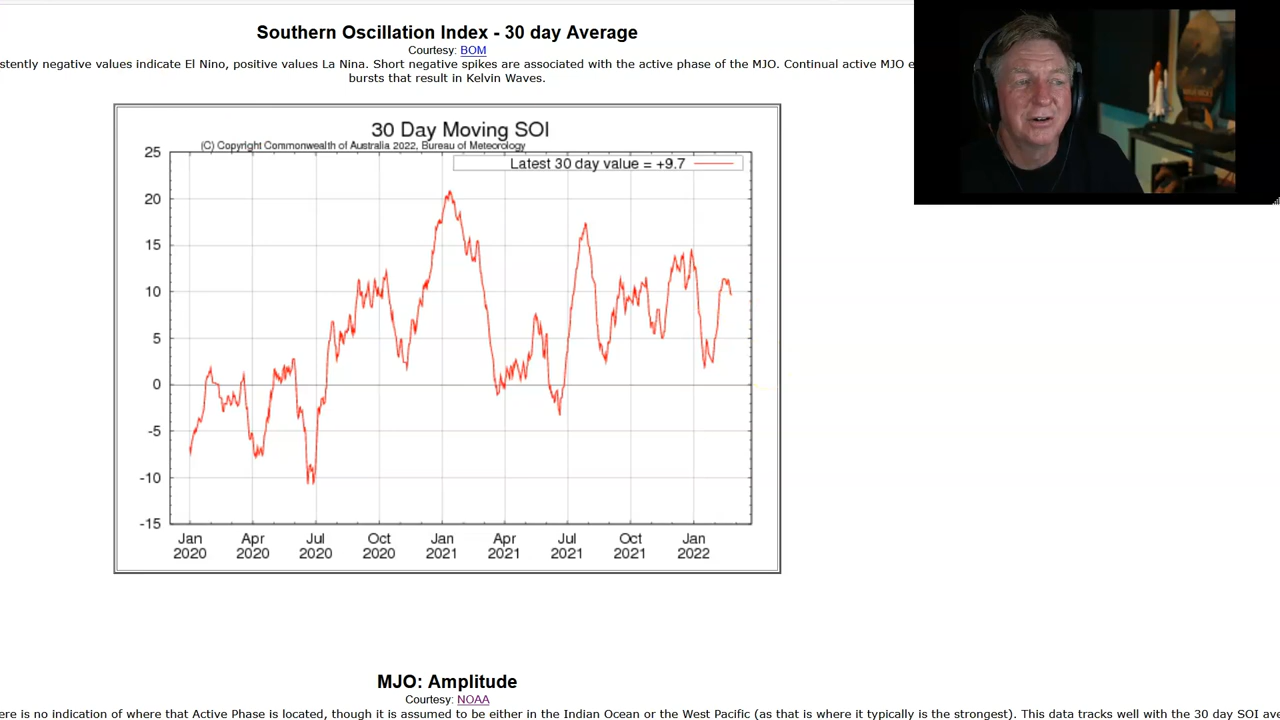 Southern Oscillation Index - 30 day Average
Courtesy: BOM
negative values indicate El Nino, positive values La Nina. Short negative spikes are associated with the active phase of the MJO. Continual active MJO
bursts that result in Kelvin Waves.
30 Day Moving SOI
(C) Copyright Commonwealth of Australia 2022, Bureau of Meteorology
Latest 30 day value = +9.7
25
20
15
10
5
0
-5
-10
-15
Jan Apr Jul Oct Jan Apr Jul Oct Jan
2020 2020 2020 2020 2021 2021 2021 2021 2022
MJO: Amplitude
Courtesy: NOAA
ere is no indication of where that Active Phase is located, though it is assumed to be either in the Indian Ocean or the West Pacific (as that is where it typically is the strongest). This data tracks well with the 30 day SOI